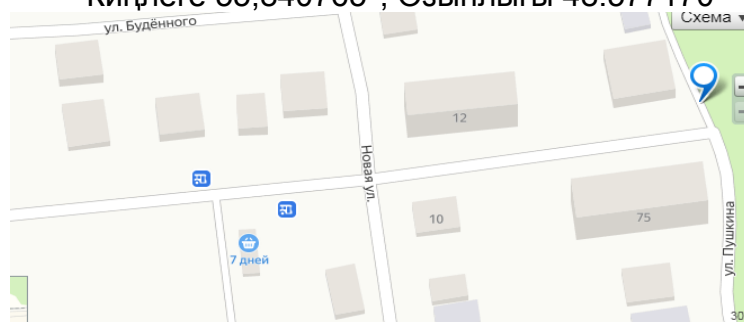 ул. Будённого
Схема
12
Новая ул.
10
75
7 дней
ул. Пушкина
30